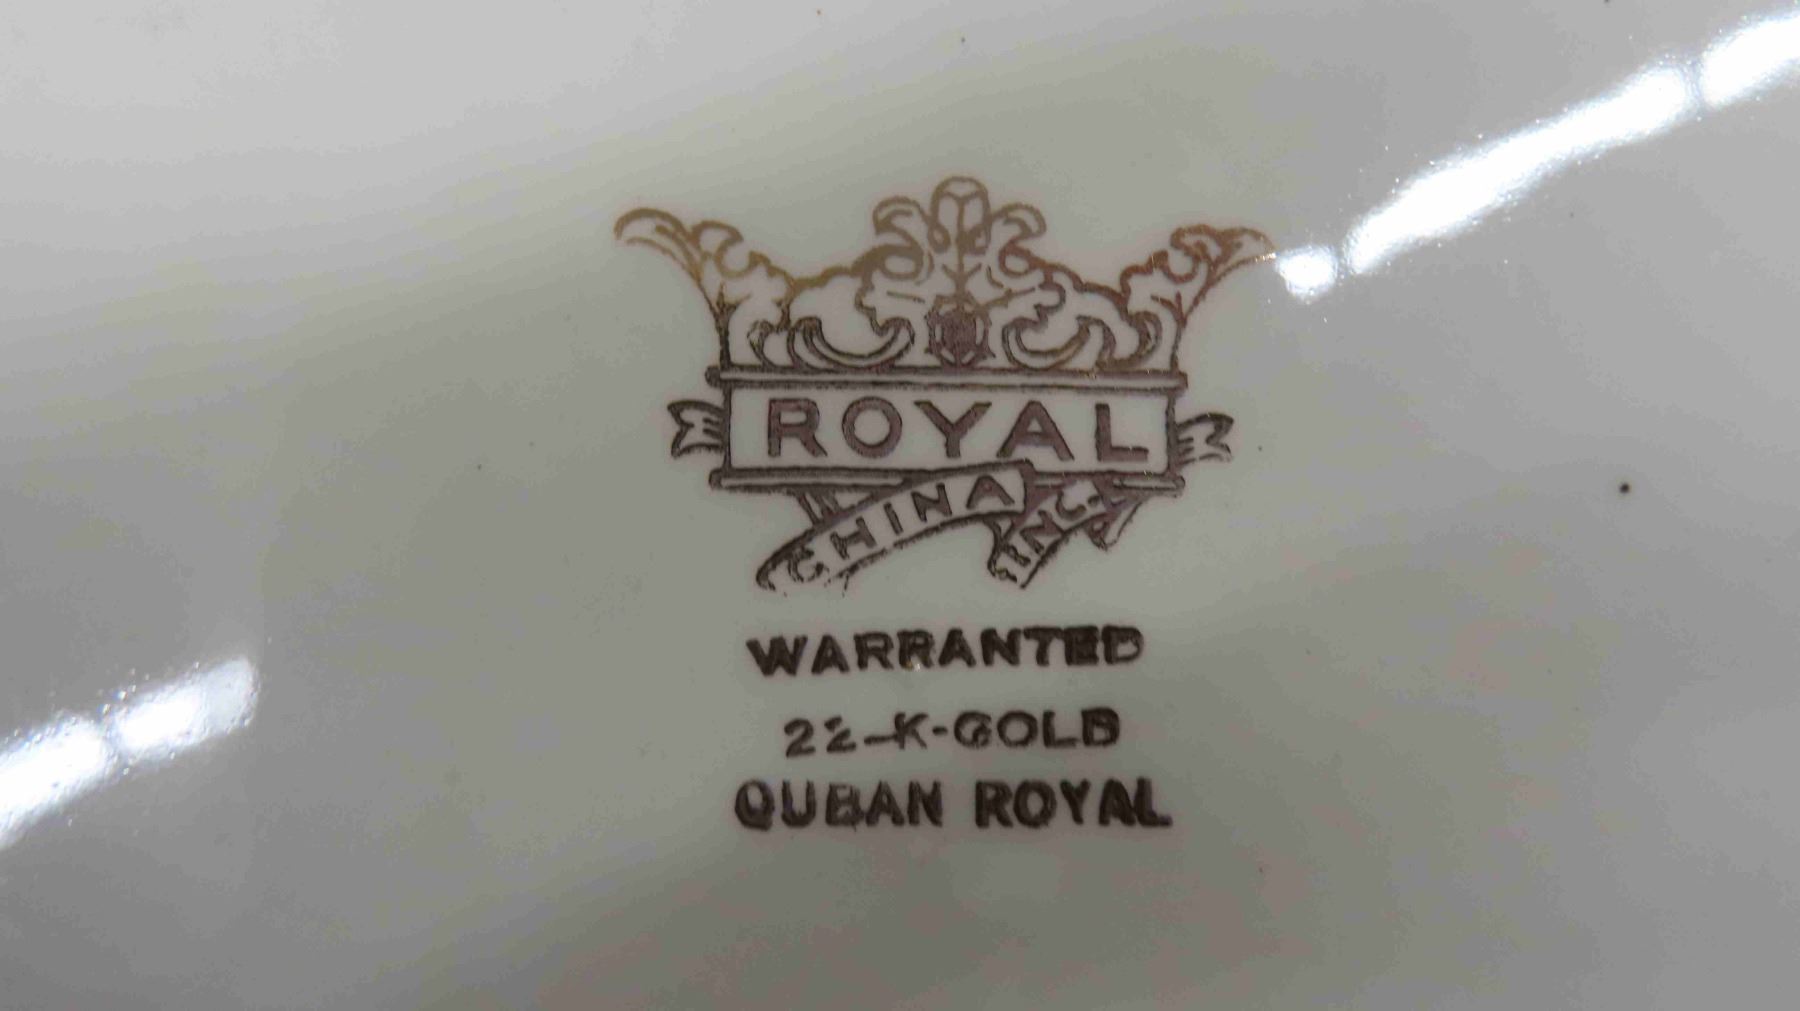 ROYAL
CHINA INC.
WARRANTED
22-K-GOLD
QUBAN ROYAL